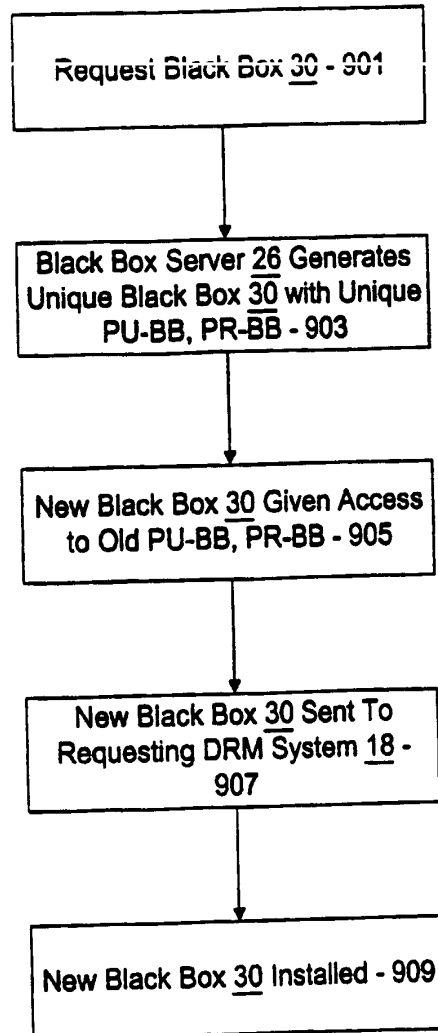 Request Black Box 30 - 901
Black Box Server 26 Generates
Unique Black Box 30 with Unique
PU-BB, PR-BB - 903
New Black Box 30 Given Access
to Old PU-BB, PR-BB - 905
New Black Box 30 Sent To
Requesting DRM System 18 -
907
New Black Box 30 Installed - 909